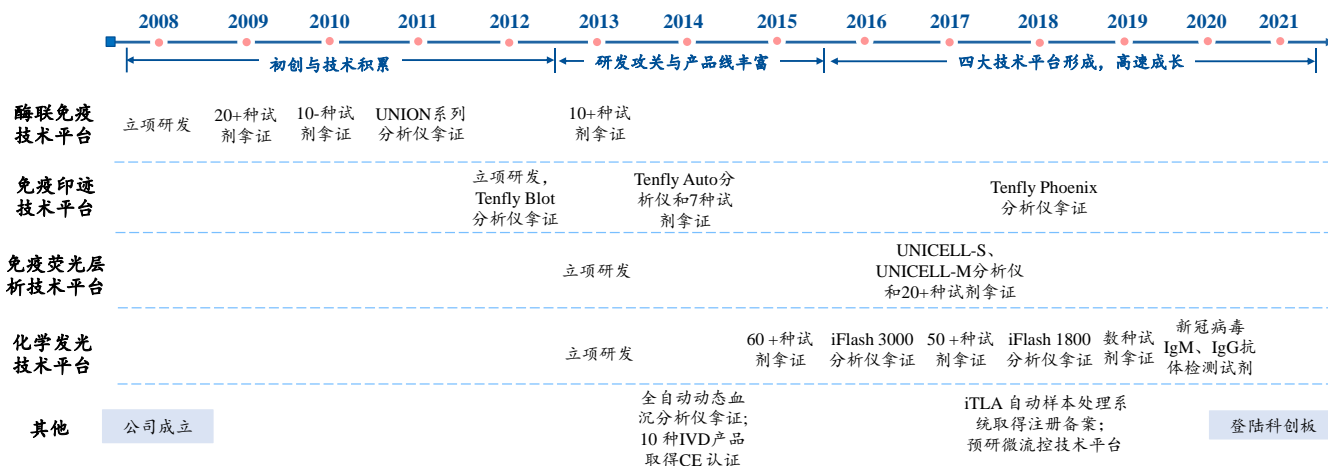 2008 2009 2010 2011 2012 2013 2014 2015 2016 2017 2018 2019 2020 2021
初创与技术积累 研发攻关与产品线丰富 四大技术平台形成，高速成长
酶联免疫
技术平台
立项研发
20+种试
剂拿证
10-种试
剂拿证
UNION系列
分析仪拿证
10+种试
剂拿证
免疫印迹
技术平台
立项研发，
Tenfly Blot
分析仪拿证
Tenfly Auto分
析仪和7种试
剂拿证
Tenfly Phoenix
分析仪拿证
免疫荧光层
析技术平台
立项研发
UNICELL-S、
UNICELL-M分析仪
和20+种试剂拿证
化学发光
技术平台
立项研发
60 +种试
剂拿证
iFlash 3000
分析仪拿证
50 +种试
剂拿证
iFlash 1800
分析仪拿证
数种试
剂拿证
新冠病毒
IgM、IgG抗
体检测试剂
其他
公司成立
全自动动态血
沉分析仪拿证;
10 种IVD产品
取得CE 认证
iTLA 自动样本处理系
统取得注册备案；
预研微流控技术平台
登陆科创板